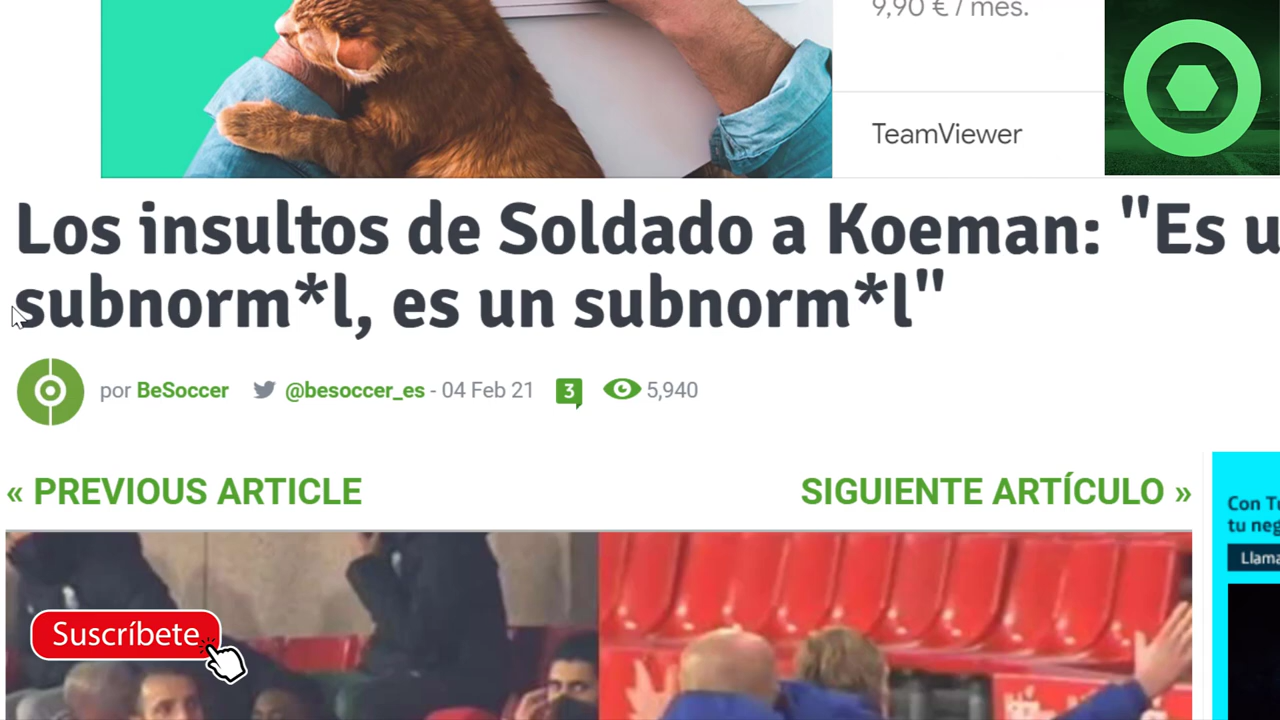 9,90 € / mes.
TeamViewer
Los insultos de Soldado a Koeman: "Es u
subnorm*l, es un subnorm*l"
por BeSoccer @besoccer_es - 04 Feb 21 3 5,940
« PREVIOUS ARTICLE SIGUIENTE ARTÍCULO »
Con Tu
tu neg
Llama
Suscríbete